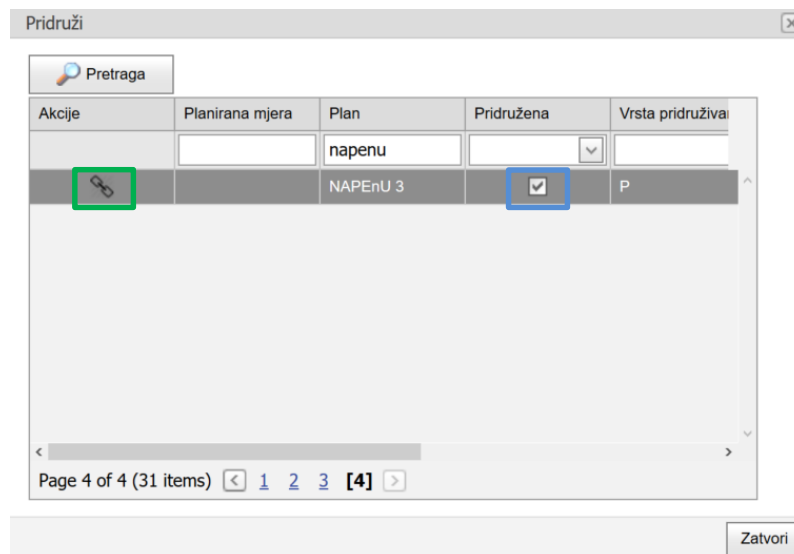 Pridruži
Pretraga
Akcije Planirana mjera Plan Pridružena Vrsta pridruživa
napenu
NAPEnU 3 P
Page 4 of 4 (31 items) 1 2 3 [4]
Zatvori